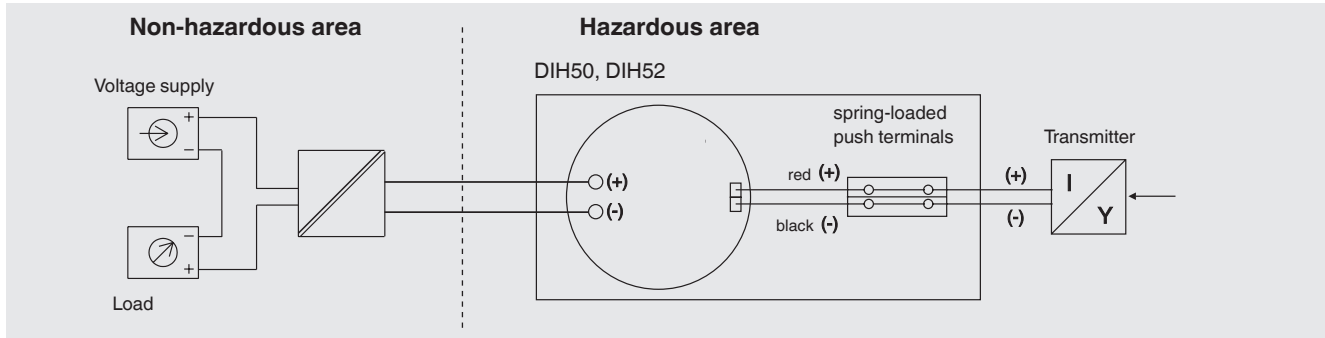 Non-hazardous area
Hazardous area
DIH50, DIH52
Voltage supply
+
−
spring-loaded
push terminals
Transmitter
(+)
(-)
red (+)
black (-)
(+)
(-)
I
Y
−
+
Load